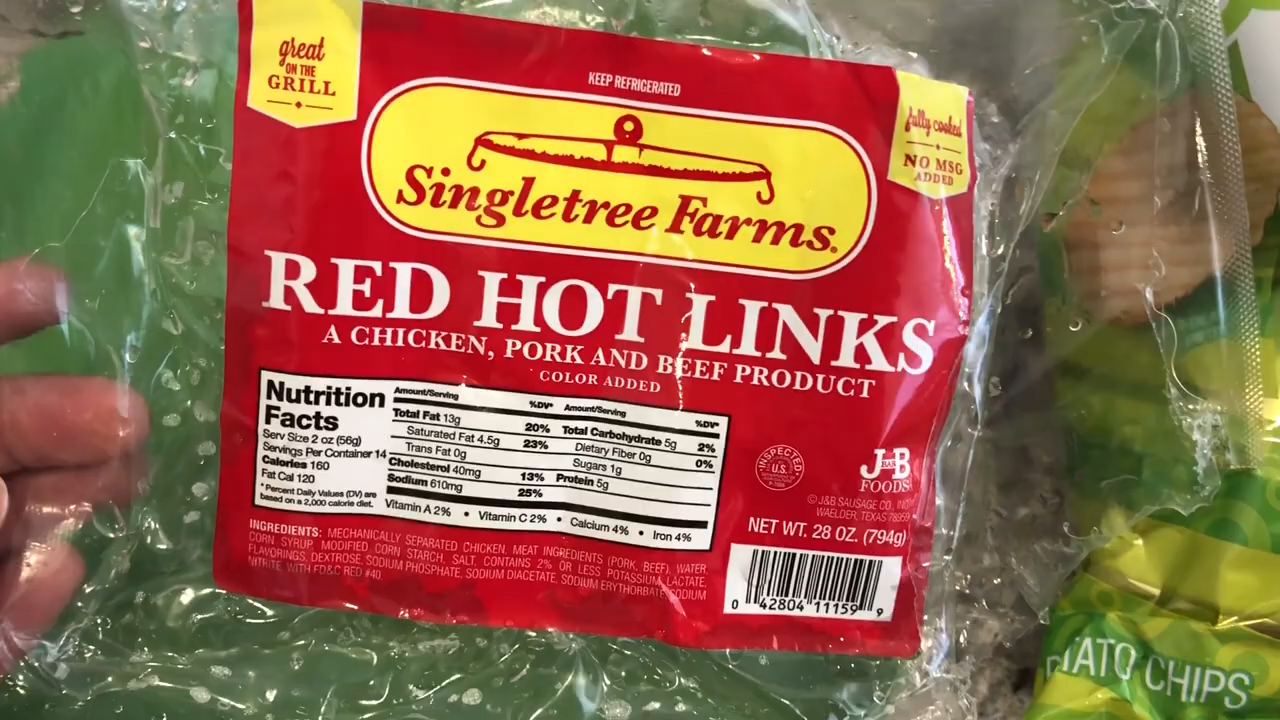 great
ON THE
GRILL
KEEP REFRIGERATED
fully cooked
NO MSG
ADDED
Singletree Farms.
RED HOT LINKS
A CHICKEN, PORK AND BEEF PRODUCT
COLOR ADDED
Nutrition
Facts
Serv Size 2 oz (56g)
Servings Per Container 14
Calories 160
Fat Cal 120
*Percent Daily Values (DV) are
based on a 2,000 calorie diet.
Amount/Serving %DV*
Total Fat 13g 20%
Saturated Fat 4.5g 23%
Trans Fat 0g
Cholesterol 40mg 13%
Sodium 610mg 25%
Amount/Serving %DV*
Total Carbohydrate 5g 2%
Dietary Fiber 0g 0%
Sugars 1g
Protein 5g
Vitamin A 2% • Vitamin C 2% • Calcium 4% • Iron 4%
INGREDIENTS: MECHANICALLY SEPARATED CHICKEN, MEAT INGREDIENTS (PORK, BEEF), WATER,
CORN SYRUP, MODIFIED CORN STARCH, SALT, CONTAINS 2% OR LESS POTASSIUM LACTATE,
FLAVORINGS, DEXTROSE, SODIUM PHOSPHATE, SODIUM DIACETATE, SODIUM ERYTHORBATE, SODIUM
NITRITE, WITH FD&C RED #40
INSPECTED
U.S.
J BAR B
FOODS
© J&B SAUSAGE CO., INC.
WAELDER, TEXAS 78959
NET WT. 28 OZ. (794g)
0 42804 11159 9
TATO CHIPS